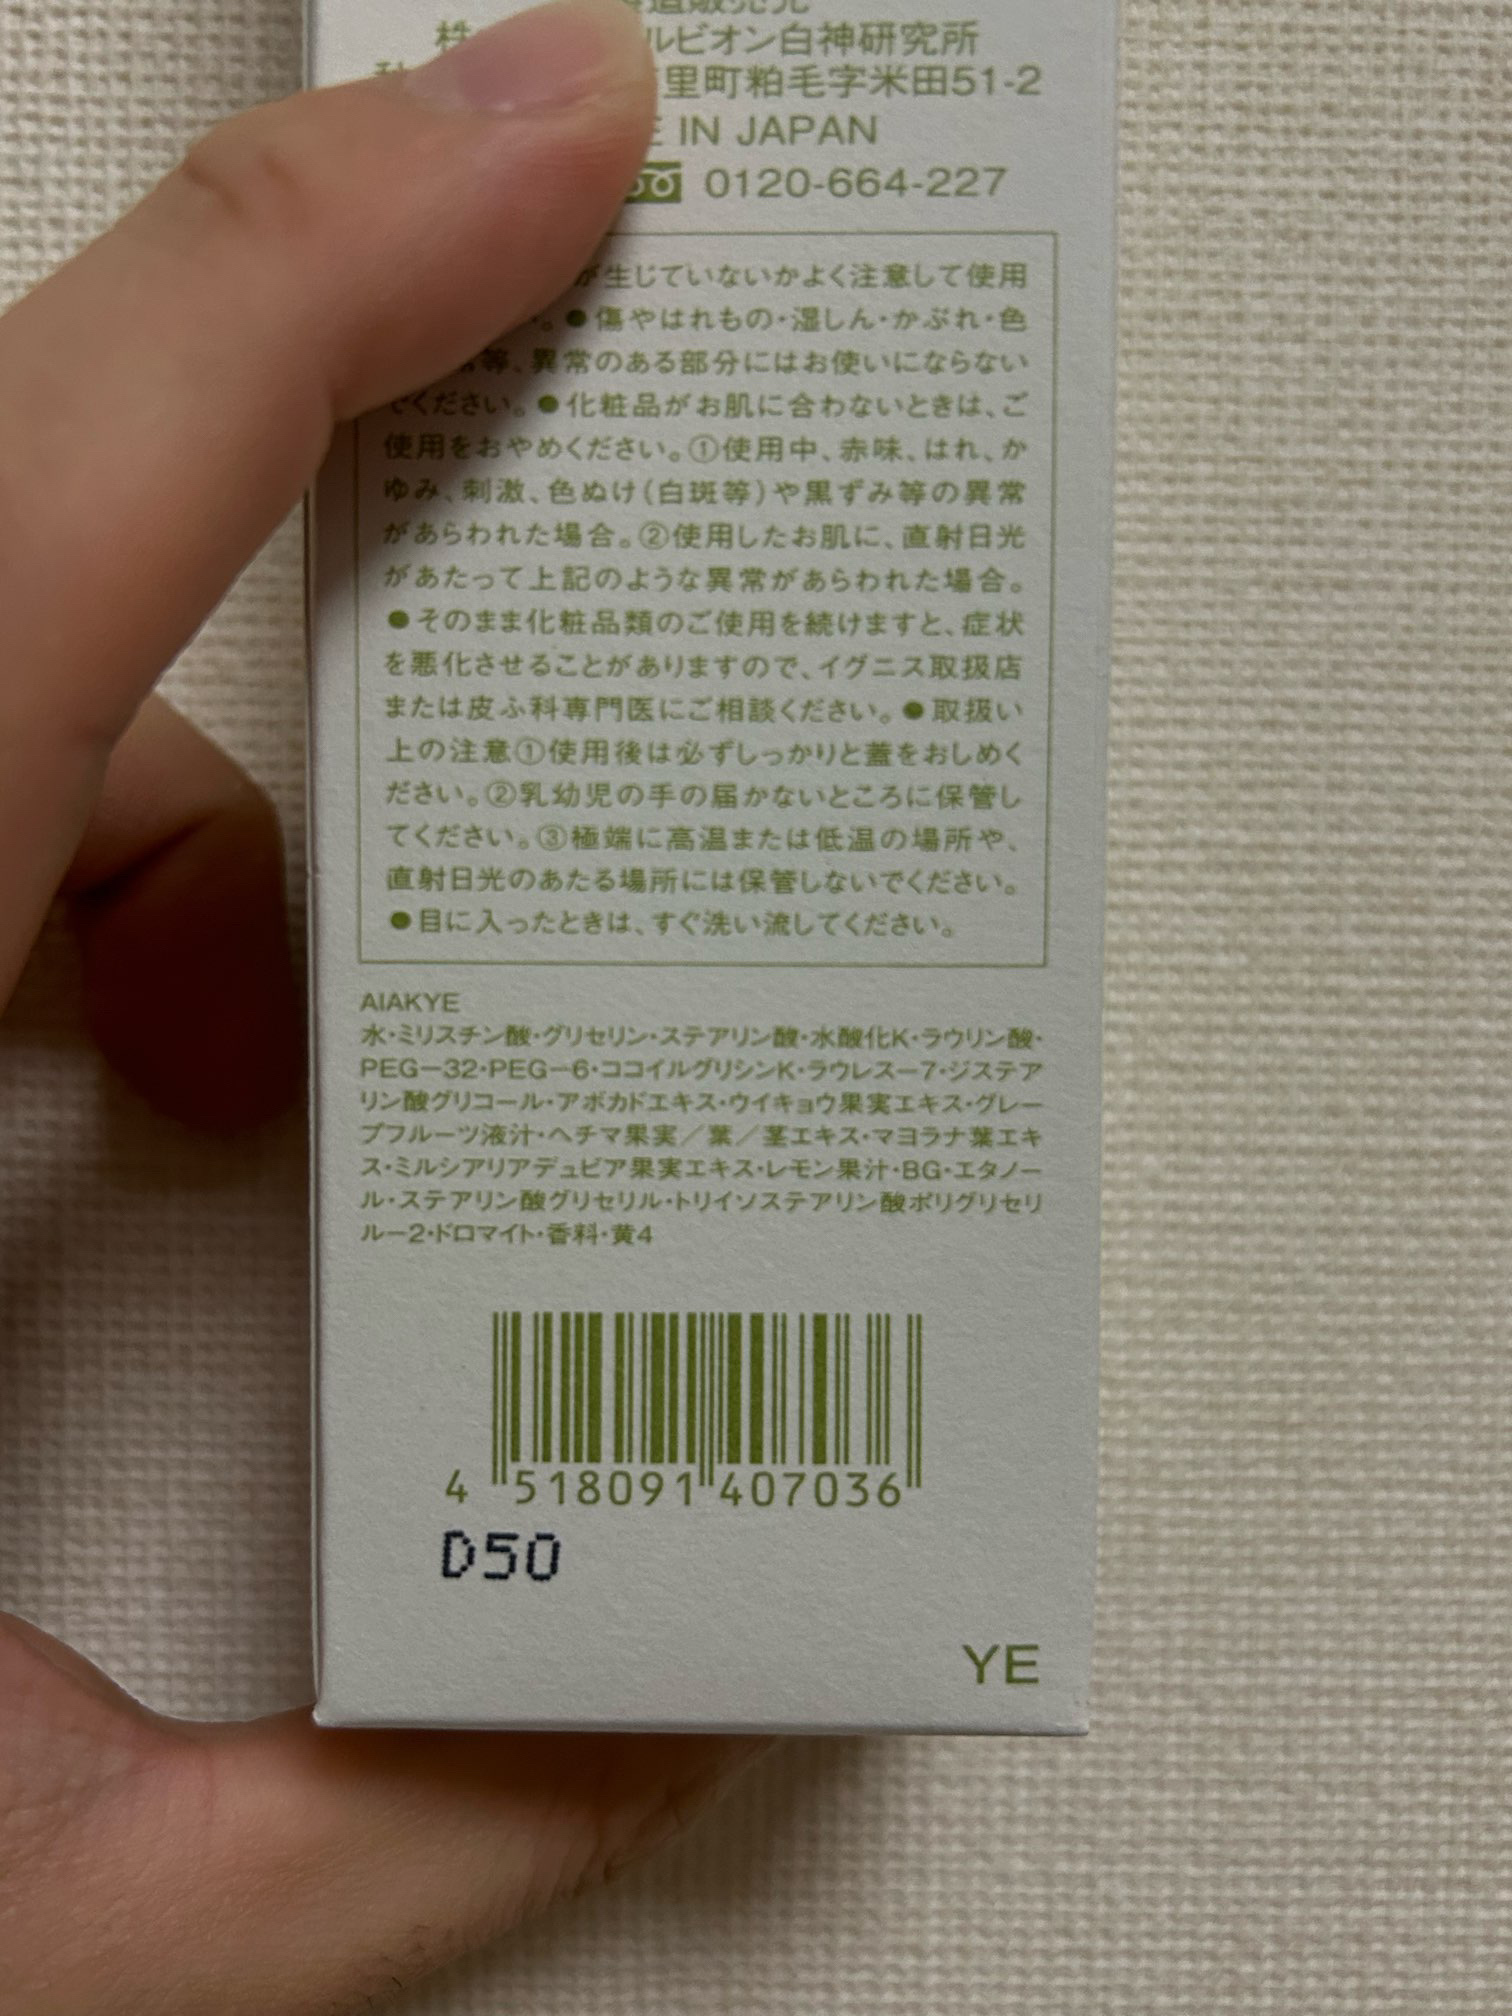 株 ルビオン白神研究所
里町粕毛字米田51-2
IN JAPAN
0120-664-227
が生じていないかよく注意して使用
。●傷やはれもの・湿しん・かぶれ・色
等、異常のある部分にはお使いにならない
でください。●化粧品がお肌に合わないときは、ご
使用をおやめください。①使用中、赤味、はれ、か
ゆみ、刺激、色ぬけ(白斑等)や黒ずみ等の異常
があらわれた場合。②使用したお肌に、直射日光
があたって上記のような異常があらわれた場合。
●そのまま化粧品類のご使用を続けますと、症状
を悪化させることがありますので、イグニス取扱店
または皮ふ科専門医にご相談ください。●取扱い
上の注意①使用後は必ずしっかりと蓋をおしめく
ださい。②乳幼児の手の届かないところに保管し
てください。③極端に高温または低温の場所や、
直射日光のあたる場所には保管しないでください。
●目に入ったときは、すぐ洗い流してください。
AIAKYE
水・ミリスチン酸・グリセリン・ステアリン酸・水酸化K・ラウリン酸・
PEG－32・PEG－6・ココイルグリシンK・ラウレス－7・ジステア
リン酸グリコール・アボカドエキス・ウイキョウ果実エキス・グレー
プフルーツ液汁・ヘチマ果実／葉／茎エキス・マヨラナ葉エキ
ス・ミルシアリアデュビア果実エキス・レモン果汁・BG・エタノー
ル・ステアリン酸グリセリル・トリイソステアリン酸ポリグリセリ
ル－2・ドロマイト・香料・黄4
4 518091 407036
D50
YE